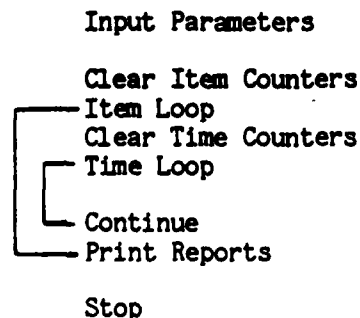 Input Parameters
Clear Item Counters
Item Loop
Clear Time Counters
Time Loop
Continue
Print Reports
Stop